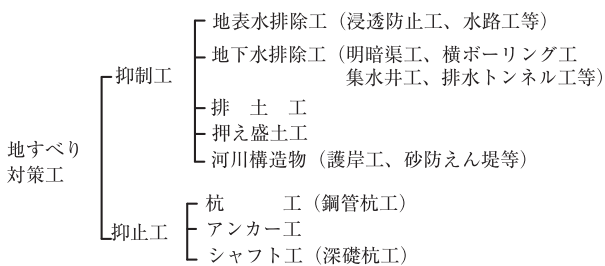 地表水排除工（浸透防止工、水路工等）
地下水排除工（明暗渠工、横ボーリング工
集水井工、排水トンネル工等）
抑制工
排　土　工
押え盛土工
河川構造物（護岸工、砂防えん堤等）
地すべり
対策工
抑止工
杭　　　工（鋼管杭工）
アンカー工
シャフト工（深礎杭工）